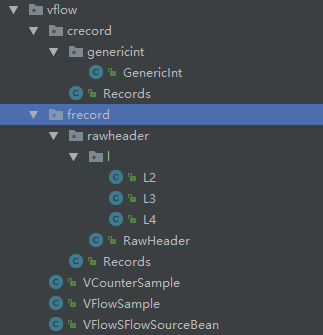 vflow
crecord
genericint
GenericInt
Records
frecord
rawheader
l
L2
L3
L4
RawHeader
Records
VCounterSample
VFlowSample
VFlowSFlowSourceBean